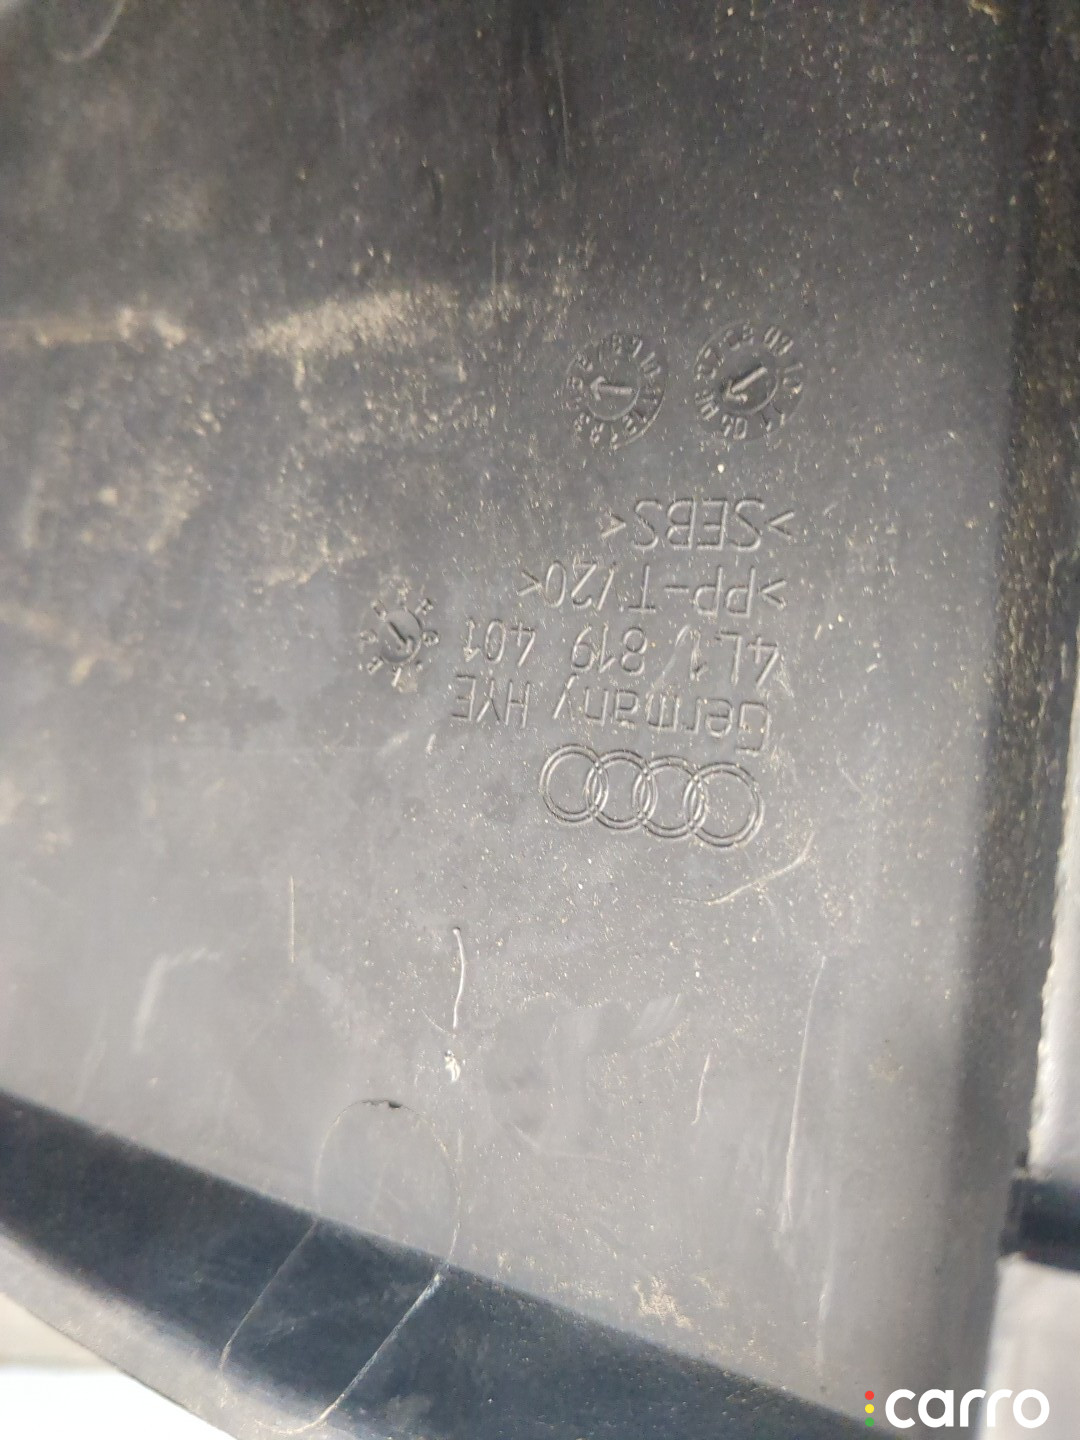 Germany HYE
4L1 819 401
>PP-T/20<
>SEBS<
carro